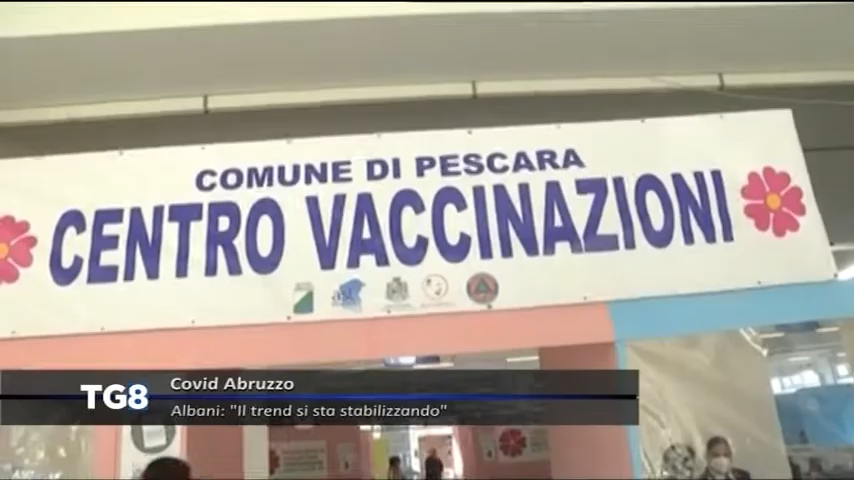 COMUNE DI PESCARA
CENTRO VACCINAZIONI
TG8
Covid Abruzzo
Albani: "Il trend si sta stabilizzando"